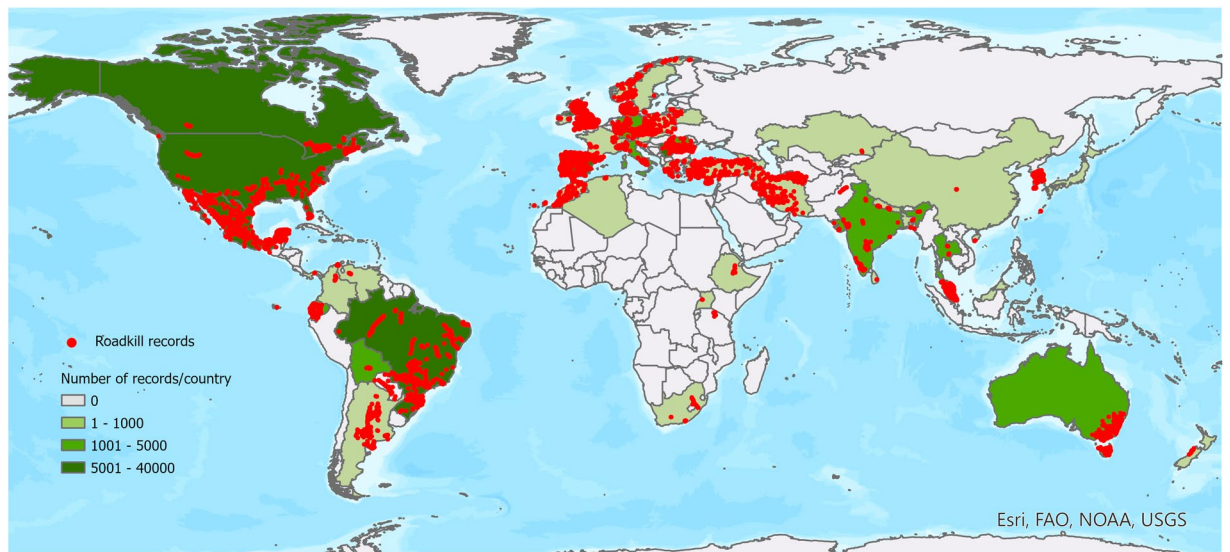 Roadkill records
Number of records/country
0
1 - 1000
1001 - 5000
5001 - 40000
Esri, FAO, NOAA, USGS